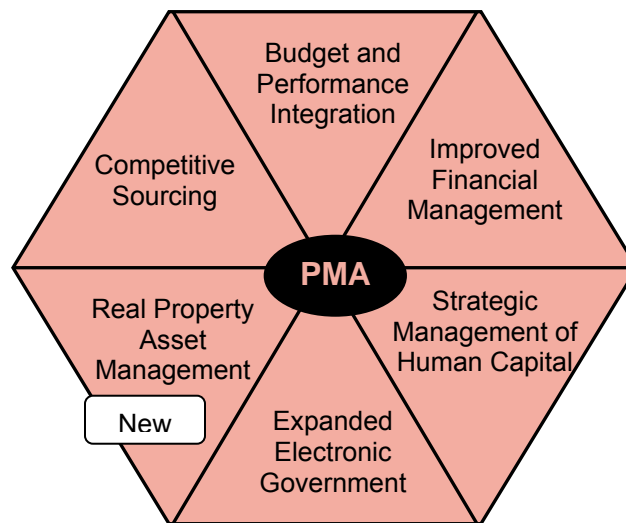 Budget and
Performance
Integration
Competitive
Sourcing
Improved
Financial
Management
PMA
Real Property
Asset
Management
New
Strategic
Management of
Human Capital
Expanded
Electronic
Government